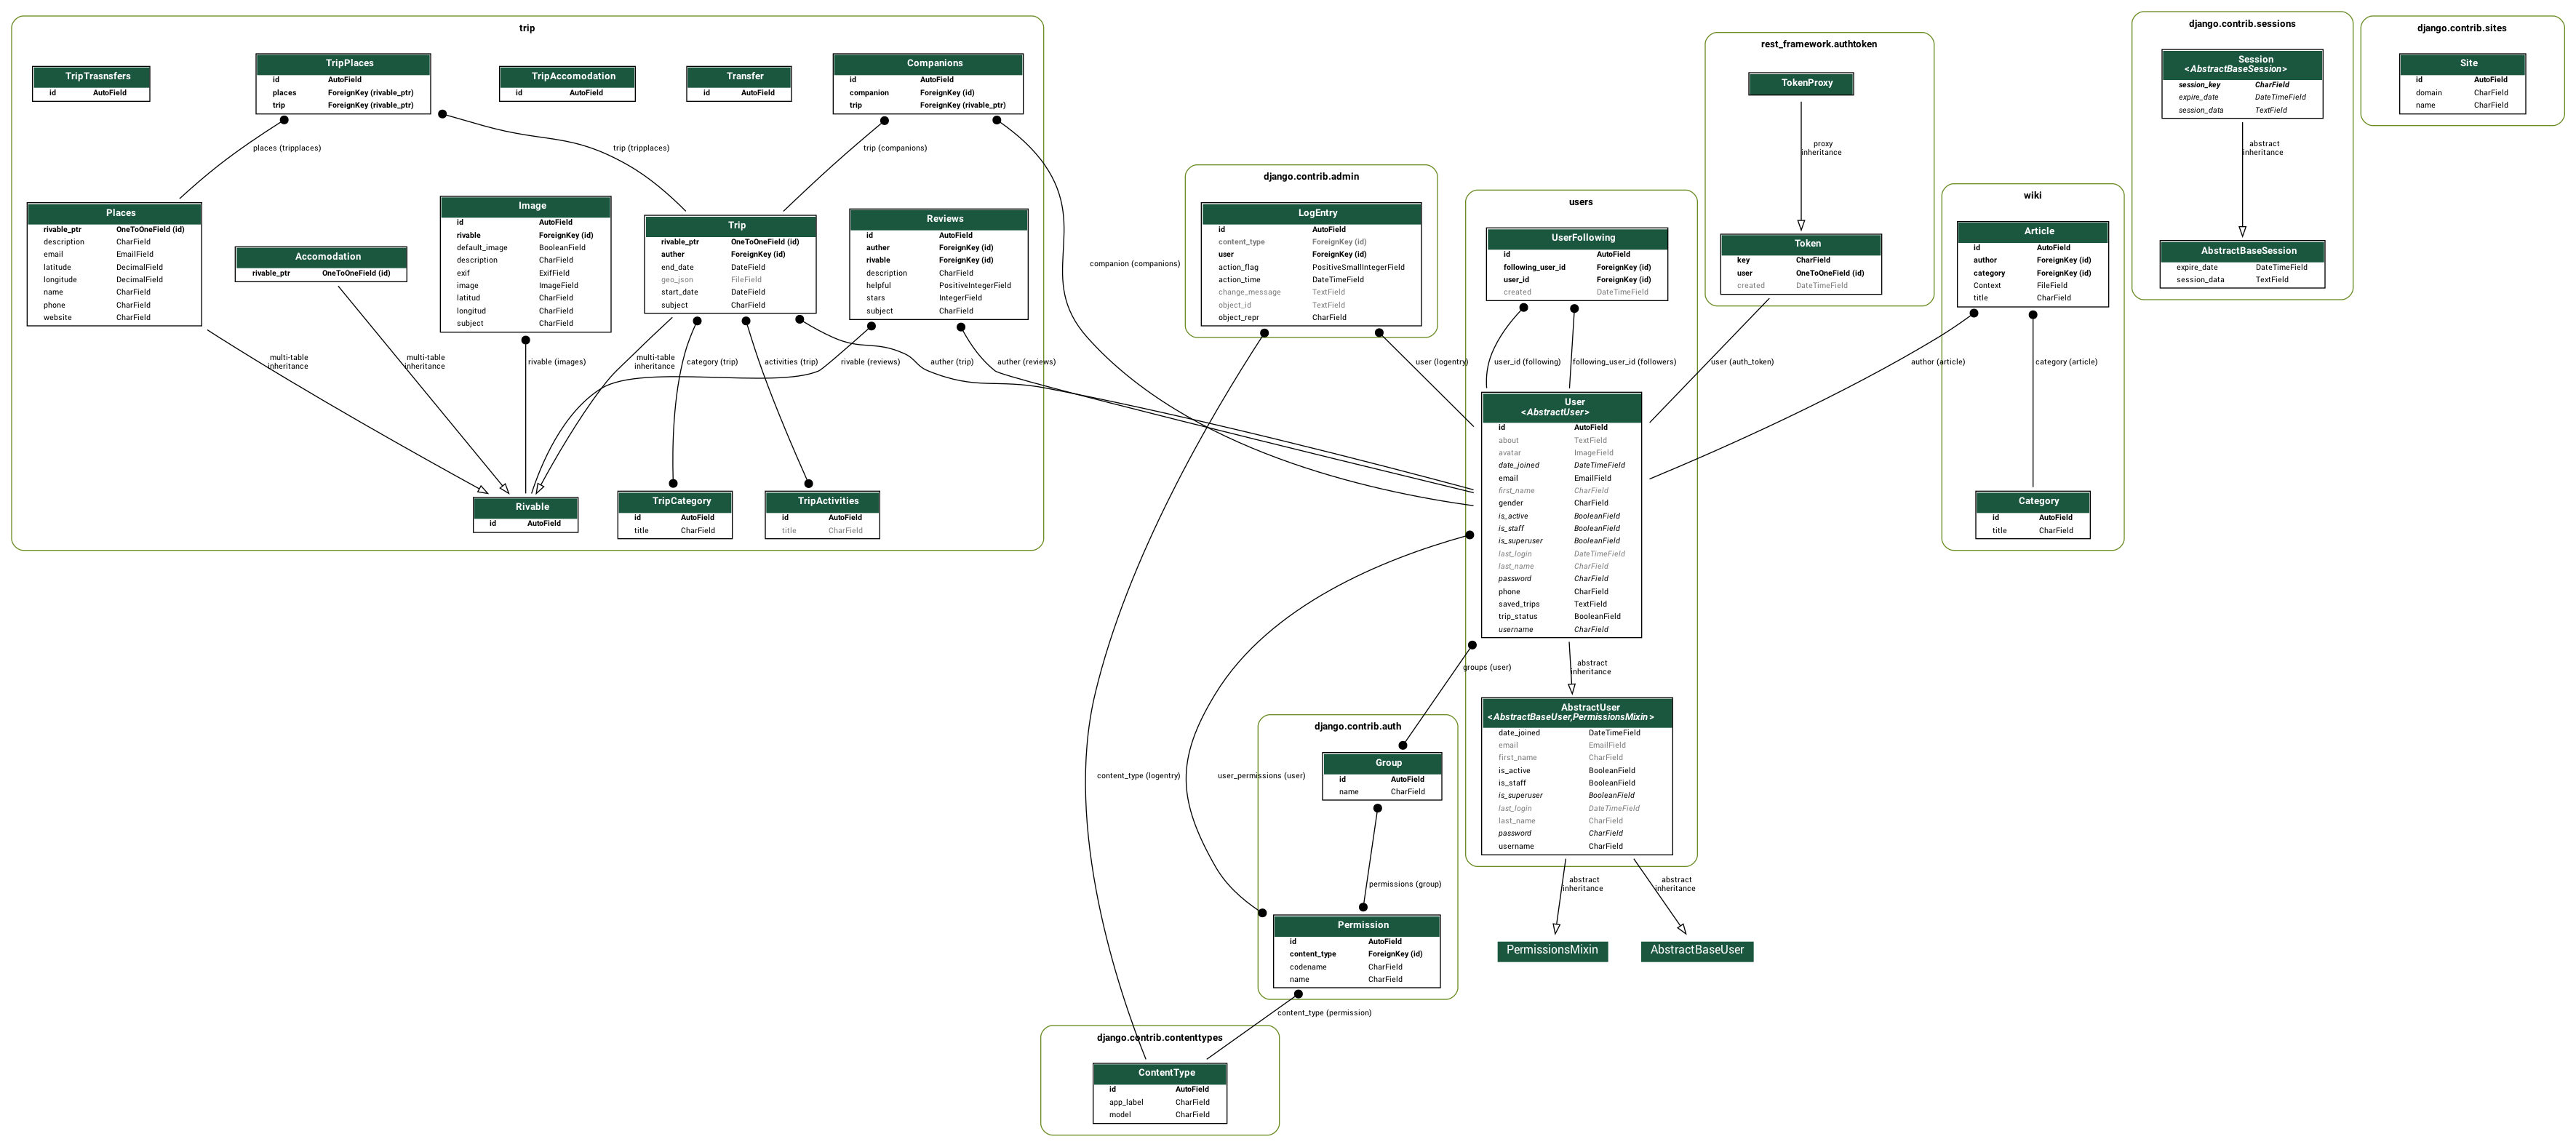 trip
TripTrasnsfers
id AutoField
TripPlaces
id AutoField
places ForeignKey (rivable_ptr)
trip ForeignKey (rivable_ptr)
TripAccomodation
id AutoField
Transfer
id AutoField
Companions
id AutoField
companion ForeignKey (id)
trip ForeignKey (rivable_ptr)
places (tripplaces)
trip (tripplaces)
trip (companions)
companion (companions)
Places
rivable_ptr OneToOneField (id)
description CharField
email EmailField
latitude DecimalField
longitude DecimalField
name CharField
phone CharField
website CharField
Accomodation
rivable_ptr OneToOneField (id)
Image
id AutoField
rivable ForeignKey (id)
default_image BooleanField
description CharField
exif ExifField
image ImageField
latitud CharField
longitud CharField
subject CharField
Trip
rivable_ptr OneToOneField (id)
auther ForeignKey (id)
end_date DateField
geo_json FileField
start_date DateField
subject CharField
Reviews
id AutoField
auther ForeignKey (id)
rivable ForeignKey (id)
description CharField
helpful PositiveIntegerField
stars IntegerField
subject CharField
multi-table
inheritance
multi-table
inheritance
rivable (images)
multi-table
inheritance
category (trip)
activities (trip)
rivable (reviews)
auther (trip)
auther (reviews)
Rivable
id AutoField
TripCategory
id AutoField
title CharField
TripActivities
id AutoField
title CharField
django.contrib.admin
LogEntry
id AutoField
content_type ForeignKey (id)
user ForeignKey (id)
action_flag PositiveSmallIntegerField
action_time DateTimeField
change_message TextField
object_id TextField
object_repr CharField
user (logentry)
content_type (logentry)
users
UserFollowing
id AutoField
following_user_id ForeignKey (id)
user_id ForeignKey (id)
created DateTimeField
user_id (following)
following_user_id (followers)
User
<AbstractUser>
id AutoField
about TextField
avatar ImageField
date_joined DateTimeField
email EmailField
first_name CharField
gender CharField
is_active BooleanField
is_staff BooleanField
is_superuser BooleanField
last_login DateTimeField
last_name CharField
password CharField
phone CharField
saved_trips TextField
trip_status BooleanField
username CharField
groups (user)
abstract
inheritance
AbstractUser
<AbstractBaseUser,PermissionsMixin>
date_joined DateTimeField
email EmailField
first_name CharField
is_active BooleanField
is_staff BooleanField
is_superuser BooleanField
last_login DateTimeField
last_name CharField
password CharField
username CharField
abstract
inheritance
abstract
inheritance
PermissionsMixin
AbstractBaseUser
rest_framework.authtoken
TokenProxy
proxy
inheritance
Token
key CharField
user OneToOneField (id)
created DateTimeField
user (auth_token)
wiki
Article
id AutoField
author ForeignKey (id)
category ForeignKey (id)
Context FileField
title CharField
author (article)
category (article)
Category
id AutoField
title CharField
django.contrib.sessions
Session
<AbstractBaseSession>
session_key CharField
expire_date DateTimeField
session_data TextField
abstract
inheritance
AbstractBaseSession
expire_date DateTimeField
session_data TextField
django.contrib.sites
Site
id AutoField
domain CharField
name CharField
django.contrib.auth
user_permissions (user)
Group
id AutoField
name CharField
permissions (group)
Permission
id AutoField
content_type ForeignKey (id)
codename CharField
name CharField
content_type (permission)
django.contrib.contenttypes
ContentType
id AutoField
app_label CharField
model CharField